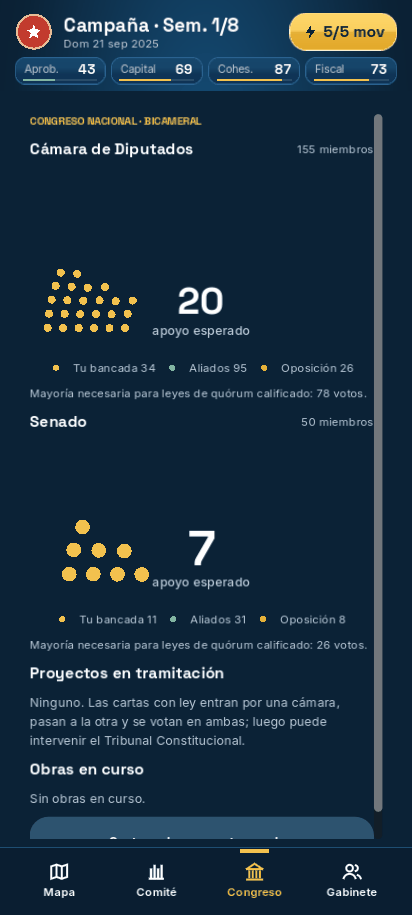 Campaña · Sem. 1/8
Dom 21 sep 2025
5/5 mov
Aprob. 43
Capital 69
Cohes. 87
Fiscal 73
CONGRESO NACIONAL · BICAMERAL
Cámara de Diputados 155 miembros
20
apoyo esperado
Tu bancada 34 Aliados 95 Oposición 26
Mayoría necesaria para leyes de quórum calificado: 78 votos.
Senado 50 miembros
7
apoyo esperado
Tu bancada 11 Aliados 31 Oposición 8
Mayoría necesaria para leyes de quórum calificado: 26 votos.
Proyectos en tramitación
Ninguno. Las cartas con ley entran por una cámara,
pasan a la otra y se votan en ambas; luego puede
intervenir el Tribunal Constitucional.
Obras en curso
Sin obras en curso.
Mapa Comité Congreso Gabinete